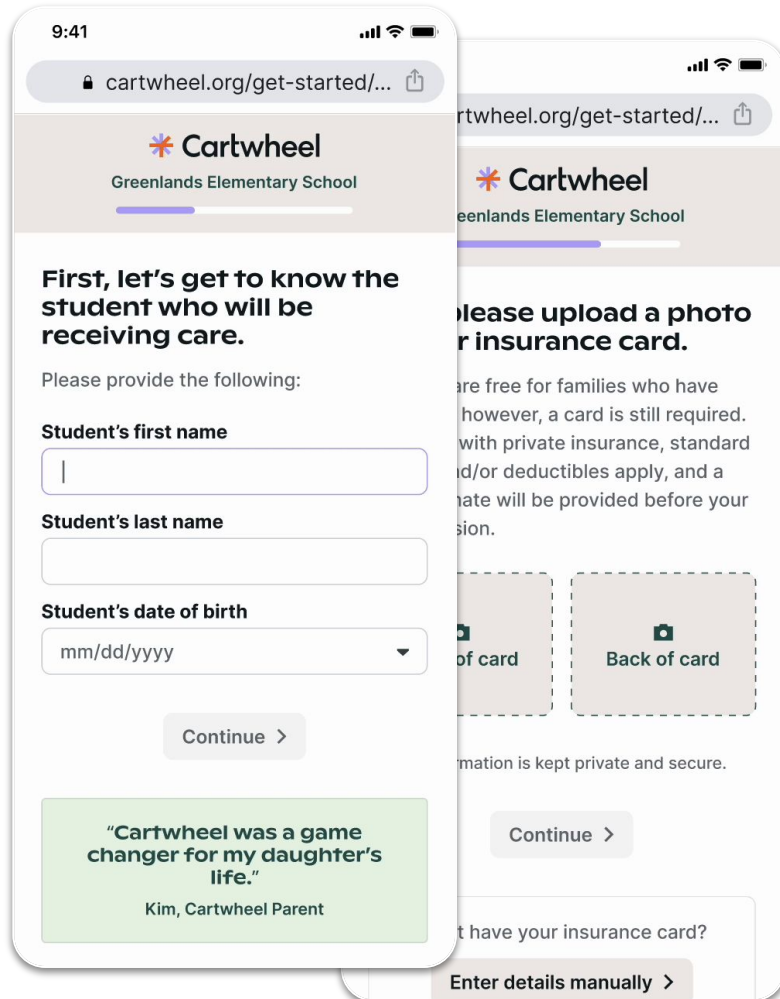 9:41
cartwheel.org/get-started/...
Cartwheel
Greenlands Elementary School
First, let's get to know the
student who will be
receiving care.
Please provide the following:
Student's first name
Student's last name
Student's date of birth
mm/dd/yyyy
Continue >
“Cartwheel was a game
changer for my daughter's
life.”
Kim, Cartwheel Parent
rtwheel.org/get-started/...
Cartwheel
eenlands Elementary School
please upload a photo
r insurance card.
are free for families who have
however, a card is still required.
with private insurance, standard
nd/or deductibles apply, and a
mate will be provided before your
sion.
of card
Back of card
rmation is kept private and secure.
Continue >
t have your insurance card?
Enter details manually >